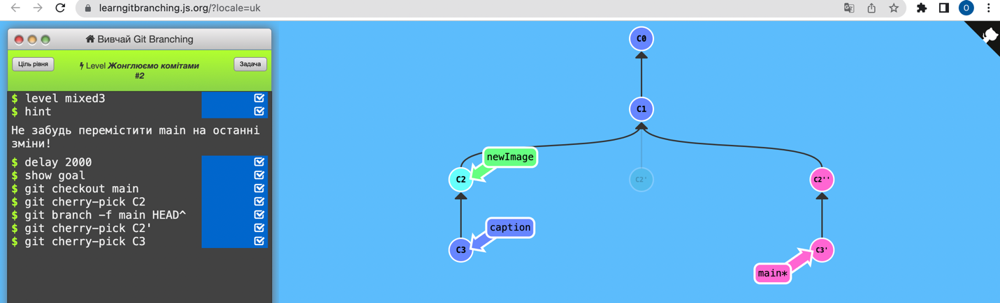 learngitbranching.js.org/?locale=uk
O
Вивчай Git Branching
Ціль рівня
Level Жонглюємо комітами
#2
Задача
$ level mixed3
$ hint
Не забудь перемістити main на останні
зміни!
$ delay 2000
$ show goal
$ git checkout main
$ git cherry-pick C2
$ git branch -f main HEAD^
$ git cherry-pick C2'
$ git cherry-pick C3
C0
C1
newImage
C2
C2'
C2''
caption
C3
C3'
main*